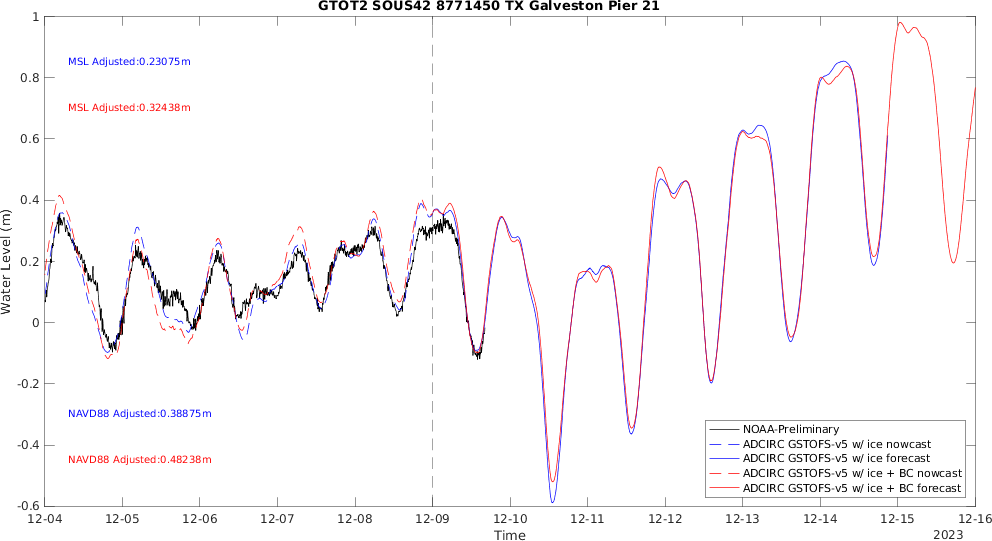 GTOT2 SOUS42 8771450 TX Galveston Pier 21
1
0.8
0.6
0.4
0.2
0
-0.2
-0.4
-0.6
Water Level (m)
MSL Adjusted:0.23075m
MSL Adjusted:0.32438m
NAVD88 Adjusted:0.38875m
NAVD88 Adjusted:0.48238m
NOAA-Preliminary
ADCIRC GSTOFS-v5 w/ ice nowcast
ADCIRC GSTOFS-v5 w/ ice forecast
ADCIRC GSTOFS-v5 w/ ice + BC nowcast
ADCIRC GSTOFS-v5 w/ ice + BC forecast
12-04 12-05 12-06 12-07 12-08 12-09 12-10 12-11 12-12 12-13 12-14 12-15 12-16
Time
2023